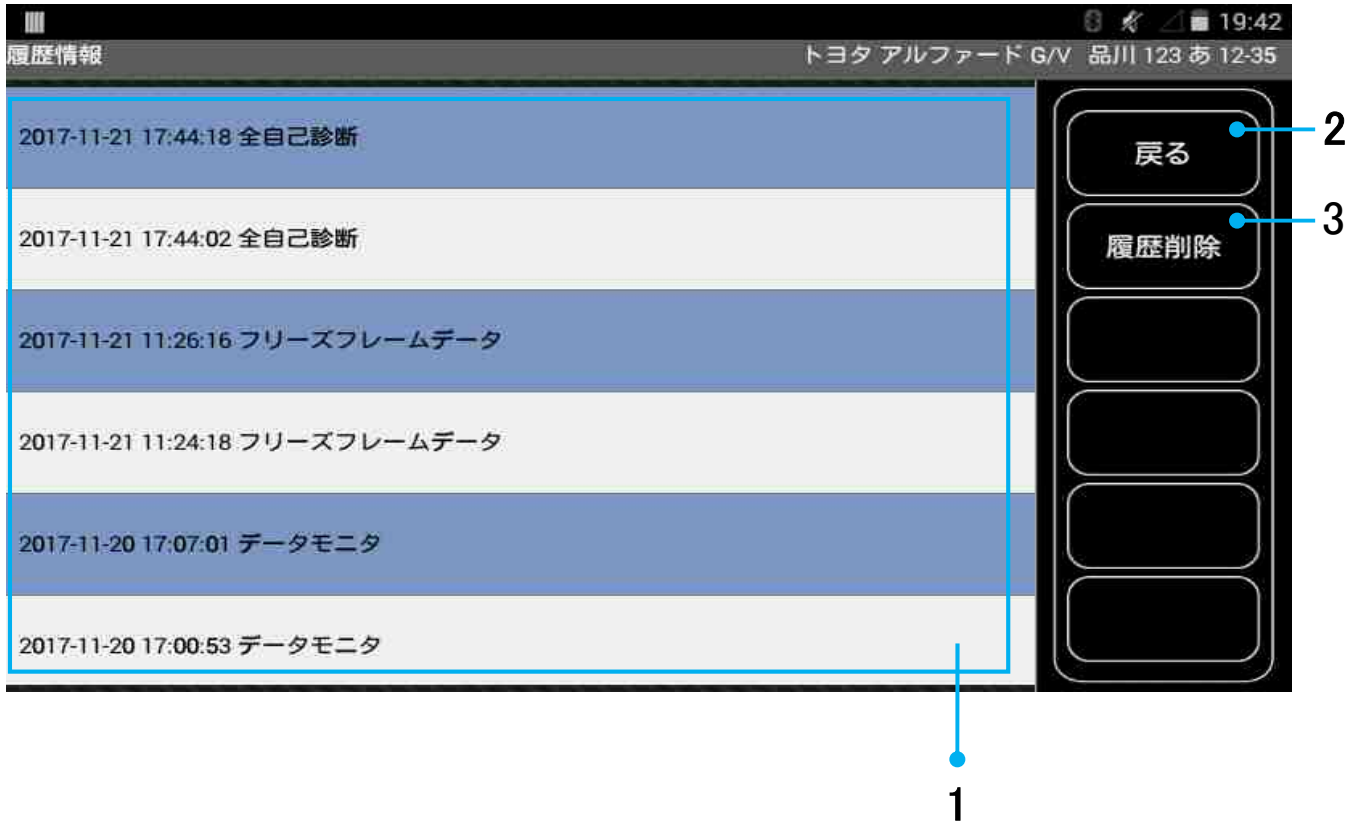 19:42
履歴情報
トヨタ アルファード G/V 品川 123 あ 12-35
2017-11-21 17:44:18 全自己診断
2017-11-21 17:44:02 全自己診断
2017-11-21 11:26:16 フリーズフレームデータ
2017-11-21 11:24:18 フリーズフレームデータ
2017-11-20 17:07:01 データモニタ
2017-11-20 17:00:53 データモニタ
戻る
履歴削除
2
3
1